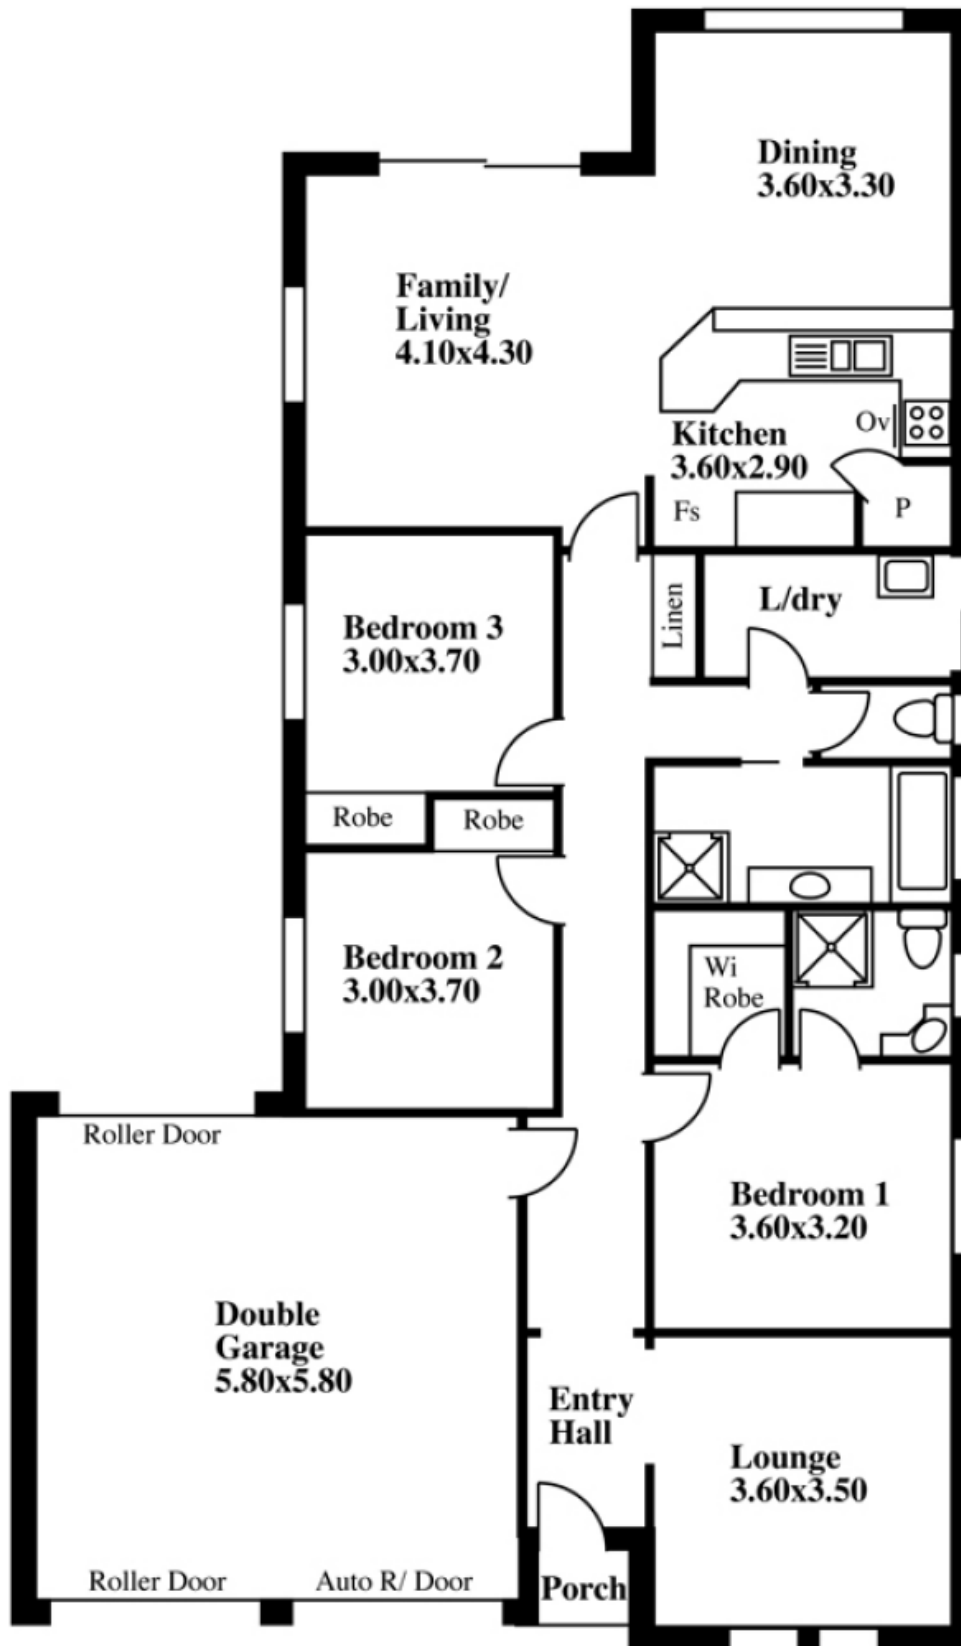 Dining
3.60x3.30
Family/
Living
4.10x4.30
Ov
Kitchen
3.60x2.90
Fs
P
Linen
L/dry
Bedroom 3
3.00x3.70
Robe
Robe
Bedroom 2
3.00x3.70
Wi
Robe
Roller Door
Bedroom 1
3.60x3.20
Double
Garage
5.80x5.80
Entry
Hall
Lounge
3.60x3.50
Roller Door
Auto R/ Door
Porch